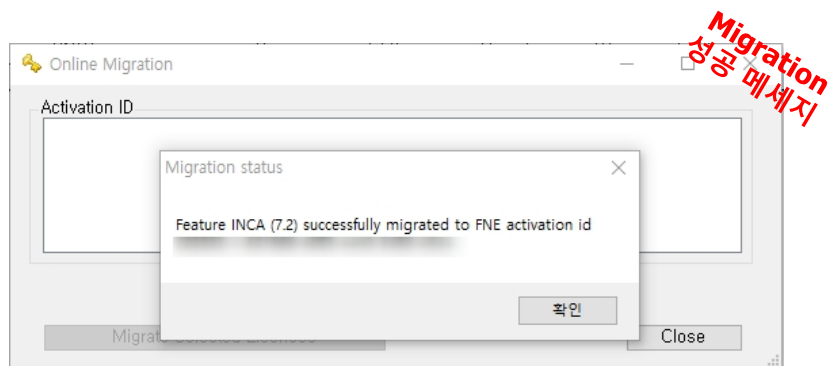 Migration
성공 메세지
Online Migration
Activation ID
Migration status
Feature INCA (7.2) successfully migrated to FNE activation id
확인
Close